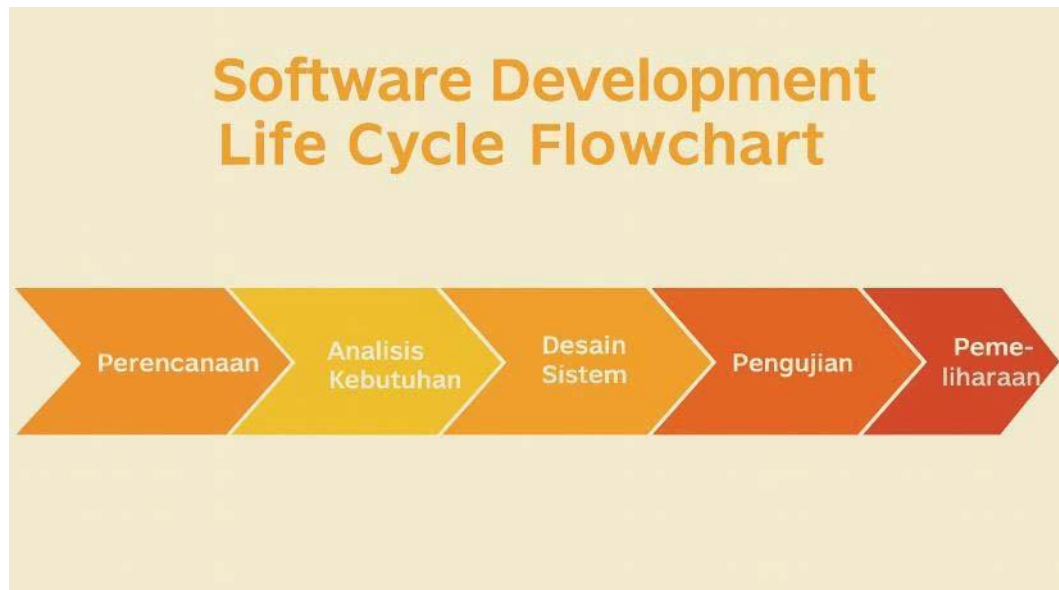 Software Development
Life Cycle Flowchart
Perencanaan
Analisis
Kebutuhan
Desain
Sistem
Pengujian
Peme-
liharaan